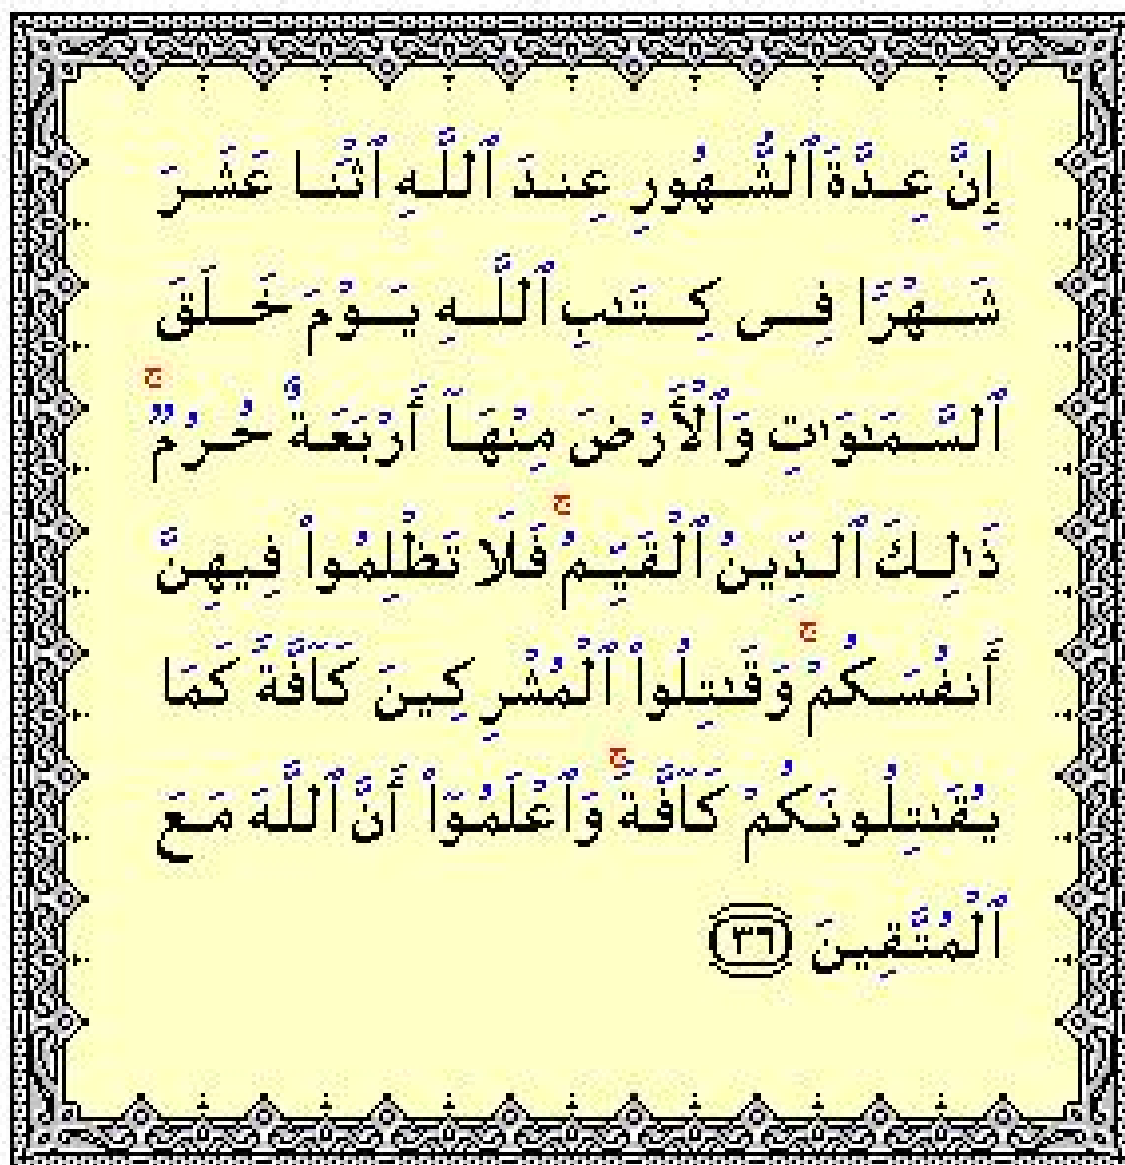 إِنَّ عِدَّةَ ٱلشُّهُورِ عِندَ ٱللَّهِ ٱثْنَا عَشَرَ
شَهْرًا فِى كِتَٰبِ ٱللَّهِ يَوْمَ خَلَقَ
ٱلسَّمَٰوَٰتِ وَٱلْأَرْضَ مِنْهَآ أَرْبَعَةٌ حُرُمٌ ۚ
ذَٰلِكَ ٱلدِّينُ ٱلْقَيِّمُ ۚ فَلَا تَظْلِمُوا۟ فِيهِنَّ
أَنفُسَكُمْ ۚ وَقَٰتِلُوا۟ ٱلْمُشْرِكِينَ كَآفَّةً كَمَا
يُقَٰتِلُونَكُمْ كَآفَّةً ۚ وَٱعْلَمُوٓا۟ أَنَّ ٱللَّهَ مَعَ
ٱلْمُتَّقِينَ ٣٦